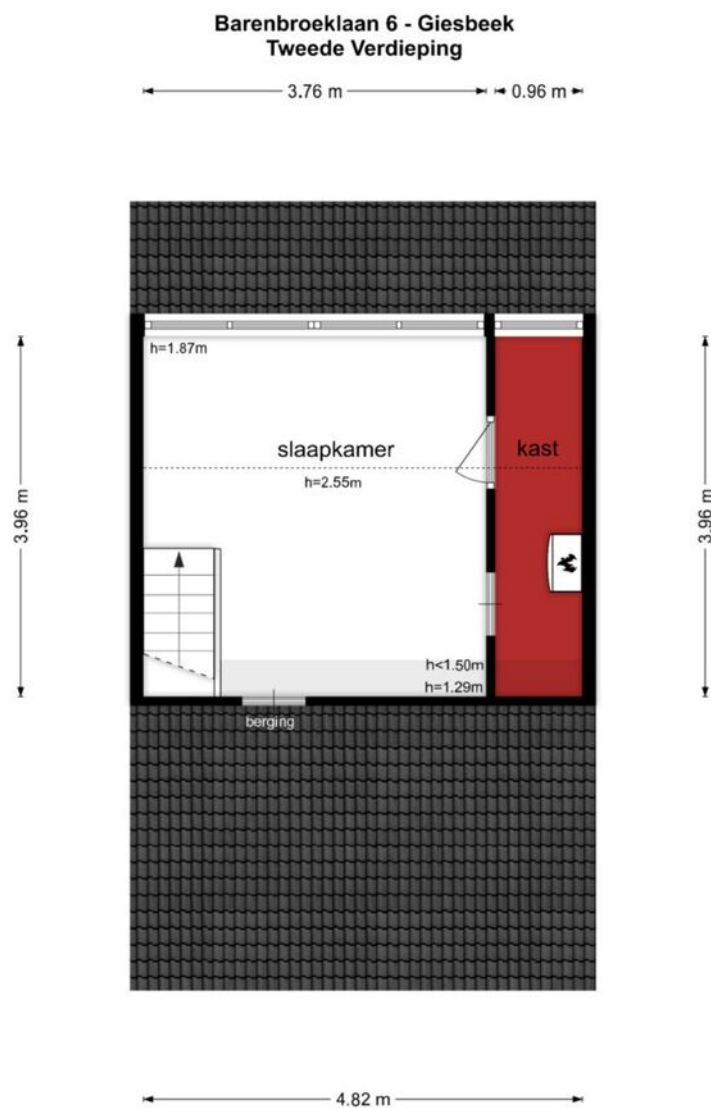 Barenbroeklaan 6 - Giesbeek
Tweede Verdieping
3.76 m
0.96 m
h=1.87m
slaapkamer
kast
h=2.55m
3.96 m
3.96 m
h<1.50m
h=1.29m
berging
4.82 m